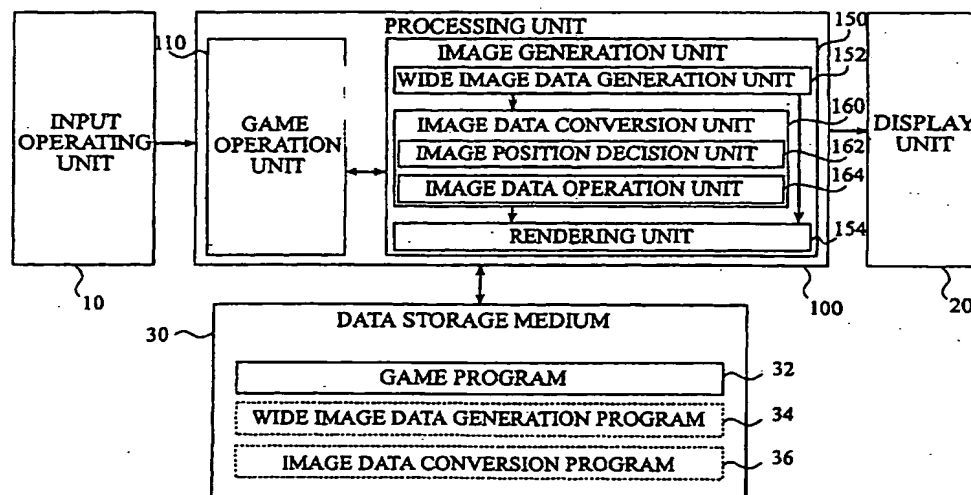 PROCESSING UNIT
150
110
IMAGE GENERATION UNIT
152
WIDE IMAGE DATA GENERATION UNIT
160
INPUT
OPERATING
UNIT
GAME
OPERATION
UNIT
IMAGE DATA CONVERSION UNIT
162
IMAGE POSITION DECISION UNIT
DISPLAY
UNIT
164
IMAGE DATA OPERATION UNIT
RENDERING UNIT
154
10
100
20
30
DATA STORAGE MEDIUM
GAME PROGRAM
32
WIDE IMAGE DATA GENERATION PROGRAM
34
IMAGE DATA CONVERSION PROGRAM
36